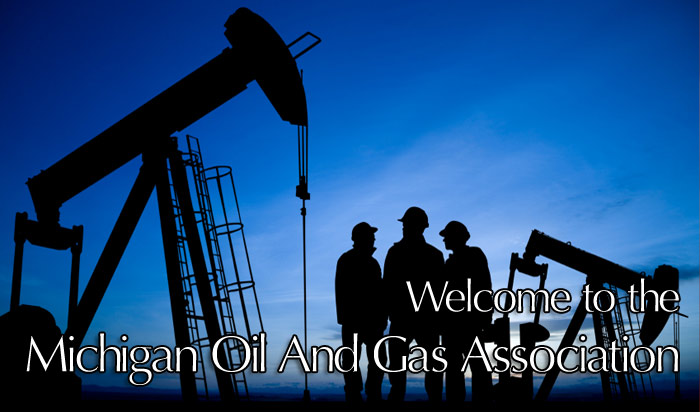 Welcome to the
Michigan Oil And Gas Association